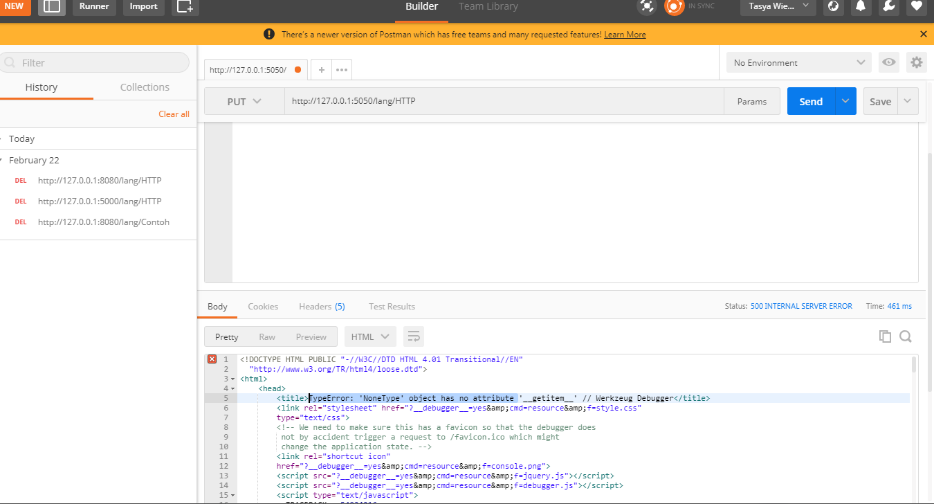 NEW
Runner
Import
Builder
Team Library
IN SYNC
Tasya Wie...
There's a newer version of Postman which has free teams and many requested features! Learn More
Filter
History
Collections
Clear all
Today
February 22
DEL http://127.0.0.1:8080/lang/HTTP
DEL http://127.0.0.1:5000/lang/HTTP
DEL http://127.0.0.1:8080/lang/Contoh
http://127.0.0.1:5050/
No Environment
PUT
http://127.0.0.1:5050/lang/HTTP
Params
Send
Save
Body
Cookies
Headers (5)
Test Results
Status: 500 INTERNAL SERVER ERROR
Time: 461 ms
Pretty
Raw
Preview
HTML
1 <!DOCTYPE HTML PUBLIC "-//W3C//DTD HTML 4.01 Transitional//EN"
2 "http://www.w3.org/TR/html4/loose.dtd">
3 <html>
4 <head>
5 <title>TypeError: 'NoneType' object has no attribute '__getitem__' // Werkzeug Debugger</title>
6 <link rel="stylesheet" href="?__debugger__=yes&amp;cmd=resource&amp;f=style.css"
7 type="text/css">
8 <!-- We need to make sure this has a favicon so that the debugger does
9 not by accident trigger a request to /favicon.ico which might
10 change the application state. -->
11 <link rel="shortcut icon"
12 href="?__debugger__=yes&amp;cmd=resource&amp;f=console.png">
13 <script src="?__debugger__=yes&amp;cmd=resource&amp;f=jquery.js"></script>
14 <script src="?__debugger__=yes&amp;cmd=resource&amp;f=debugger.js"></script>
15 <script type="text/javascript">